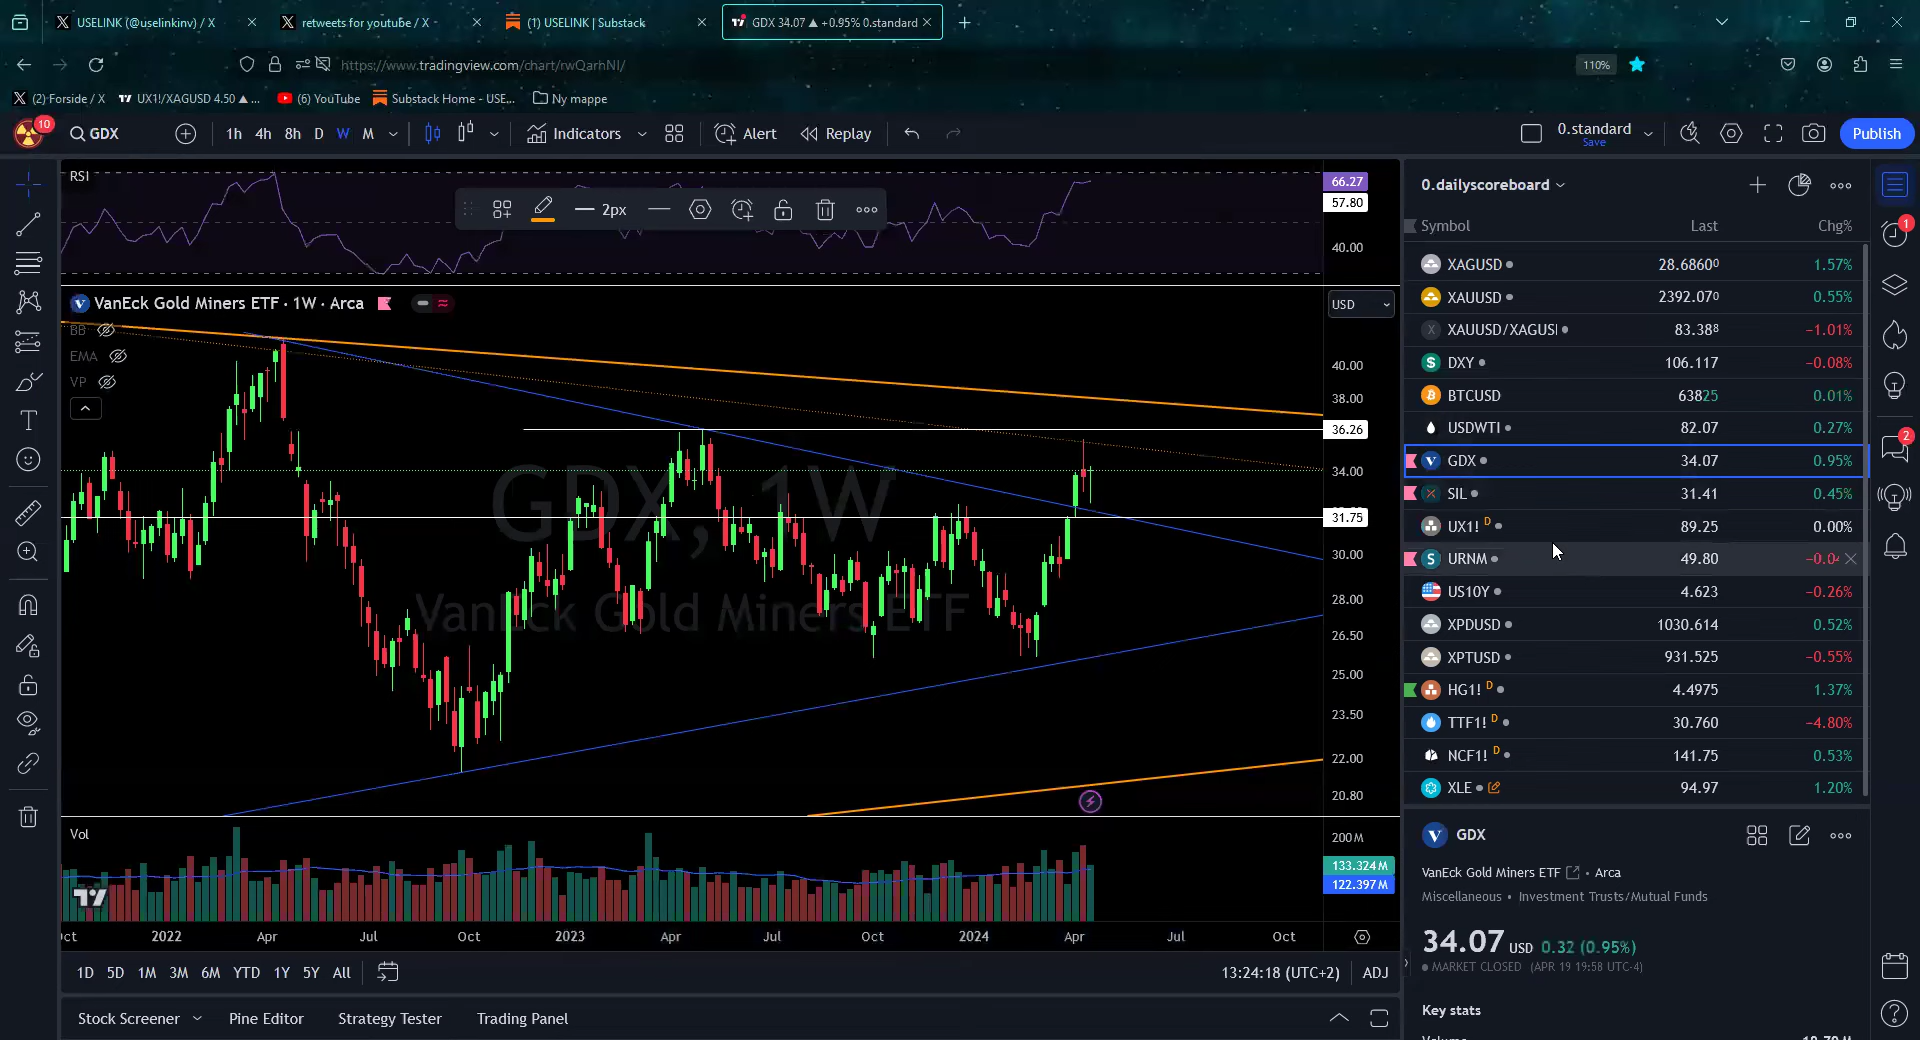 USELINK (@uselinkinv) / X
retweets for youtube / X -
(1) USELINK | Substack
GDX 34.07 ▲ +0.95% 0.standard
https://www.tradingview.com/chart/rwQarhNI/
110%
(2) Forside / X
UX1!/XAGUSD 4.50 ▲ ...
(6) YouTube
Substack Home - USE...
Ny mappe
10
GDX
1h 4h 8h D W M
Indicators
Alert
Replay
0.standard
Save
Publish
RSI
66.27
57.80
40.00
2px
VanEck Gold Miners ETF · 1W · Arca
USD
BB
EMA
VP
40.00
38.00
36.26
34.00
31.75
30.00
28.00
26.50
25.00
23.50
22.00
20.80
GDX, 1W
VanEck Gold Miners ETF
Vol
200 M
133.324 M
122.397 M
2022 Apr Jul Oct 2023 Apr Jul Oct 2024 Apr Jul Oct
1D 5D 1M 3M 6M YTD 1Y 5Y All
13:24:18 (UTC+2)
ADJ
Stock Screener
Pine Editor
Strategy Tester
Trading Panel
0.dailyscoreboard
Symbol Last Chg%
XAGUSD 28.68600 1.57%
XAUUSD 2392.070 0.55%
XAUUSD/XAGUS 83.388 −1.01%
DXY 106.117 −0.08%
BTCUSD 63825 0.01%
USDWTI 82.07 0.27%
GDX 34.07 0.95%
SIL 31.41 0.45%
UX1! D 89.25 0.00%
URNM 49.80 −0.04
US10Y 4.623 −0.26%
XPDUSD 1030.614 0.52%
XPTUSD 931.525 −0.55%
HG1! D 4.4975 1.37%
TTF1! D 30.760 −4.80%
NCF1! D 141.75 0.53%
XLE 94.97 1.20%
GDX
VanEck Gold Miners ETF • Arca
Miscellaneous • Investment Trusts/Mutual Funds
34.07 USD 0.32 (0.95%)
MARKET CLOSED (APR 19 19:58 UTC-4)
Key stats
1
2